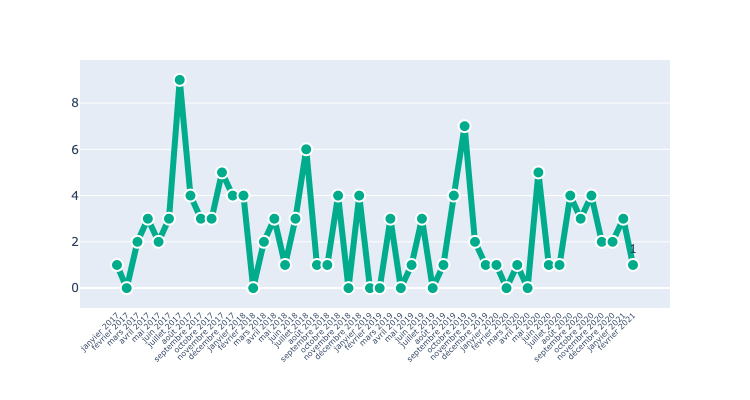 8
6
4
2
0
1
janvier 2017
février 2017
mars 2017
avril 2017
mai 2017
juin 2017
juillet 2017
août 2017
septembre 2017
octobre 2017
novembre 2017
décembre 2017
janvier 2018
février 2018
mars 2018
avril 2018
mai 2018
juin 2018
juillet 2018
août 2018
septembre 2018
octobre 2018
novembre 2018
décembre 2018
janvier 2019
février 2019
mars 2019
avril 2019
mai 2019
juin 2019
juillet 2019
août 2019
septembre 2019
octobre 2019
novembre 2019
décembre 2019
janvier 2020
février 2020
mars 2020
avril 2020
mai 2020
juin 2020
juillet 2020
août 2020
septembre 2020
octobre 2020
novembre 2020
décembre 2020
janvier 2021
février 2021